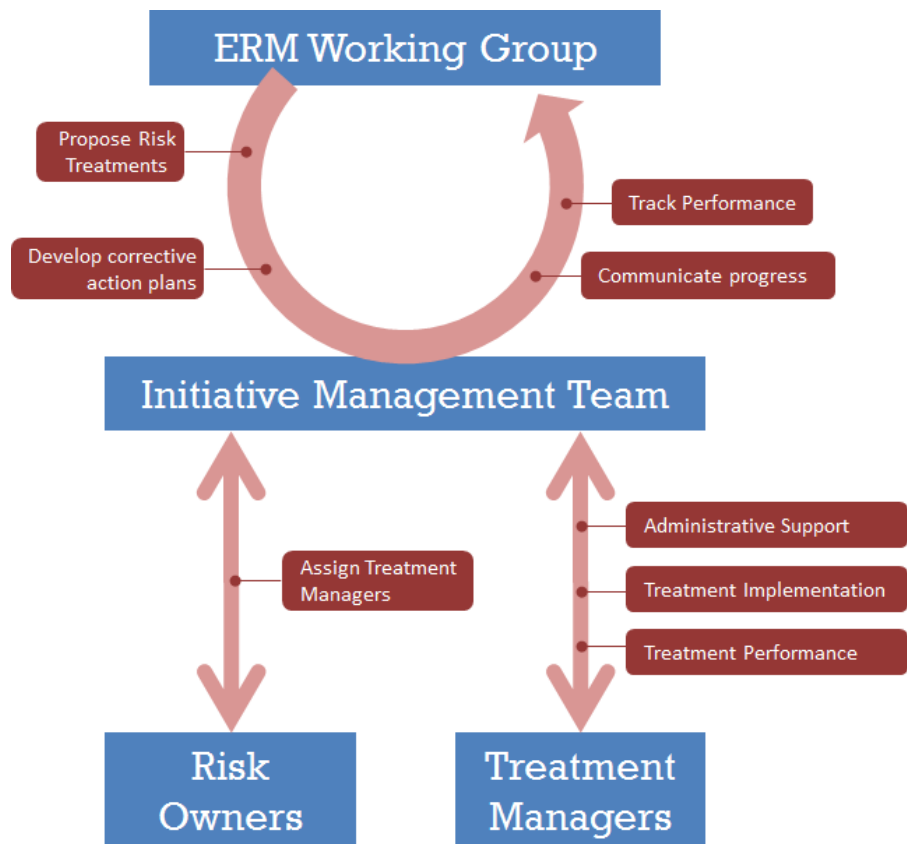 ERM Working Group
Propose Risk
Treatments
Track Performance
Develop corrective
action plans
Communicate progress
Initiative Management Team
Administrative Support
Assign Treatment
Managers
Treatment Implementation
Treatment Performance
Risk
Owners
Treatment
Managers